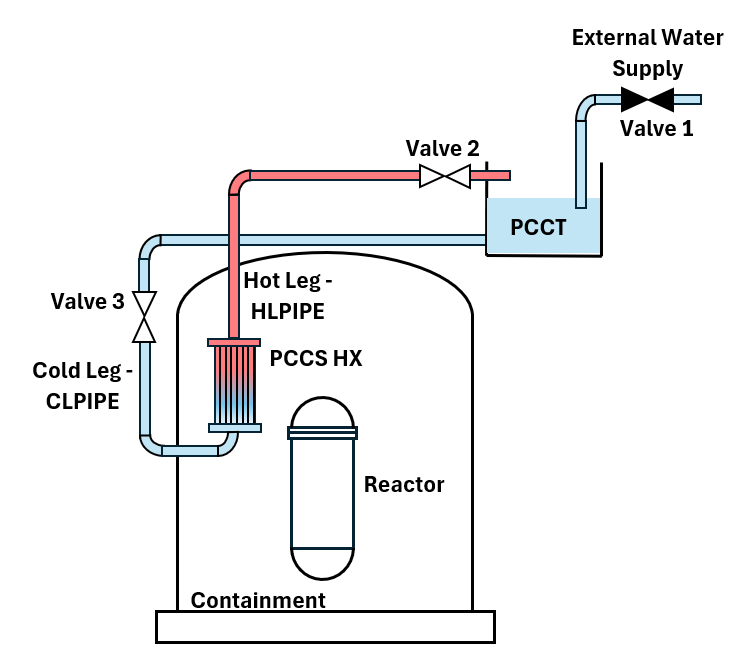 External Water
Supply
Valve 1
Valve 2
PCCT
Hot Leg -
HLPIPE
Valve 3
PCCS HX
Cold Leg -
CLPIPE
Reactor
Containment